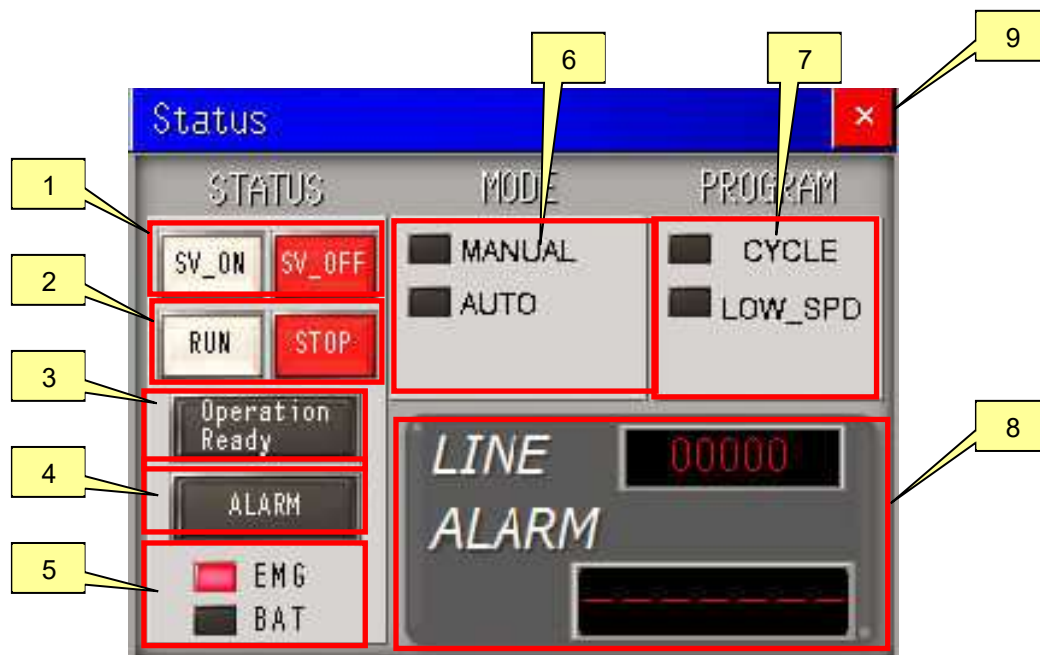 6
7
9
Status
×
1
STATUS
MODE
PROGRAM
SV_ON
SV_OFF
MANUAL
CYCLE
2
AUTO
LOW_SPD
RUN
STOP
3
Operation
Ready
LINE
00000
8
4
ALARM
ALARM
5
EMG
BAT